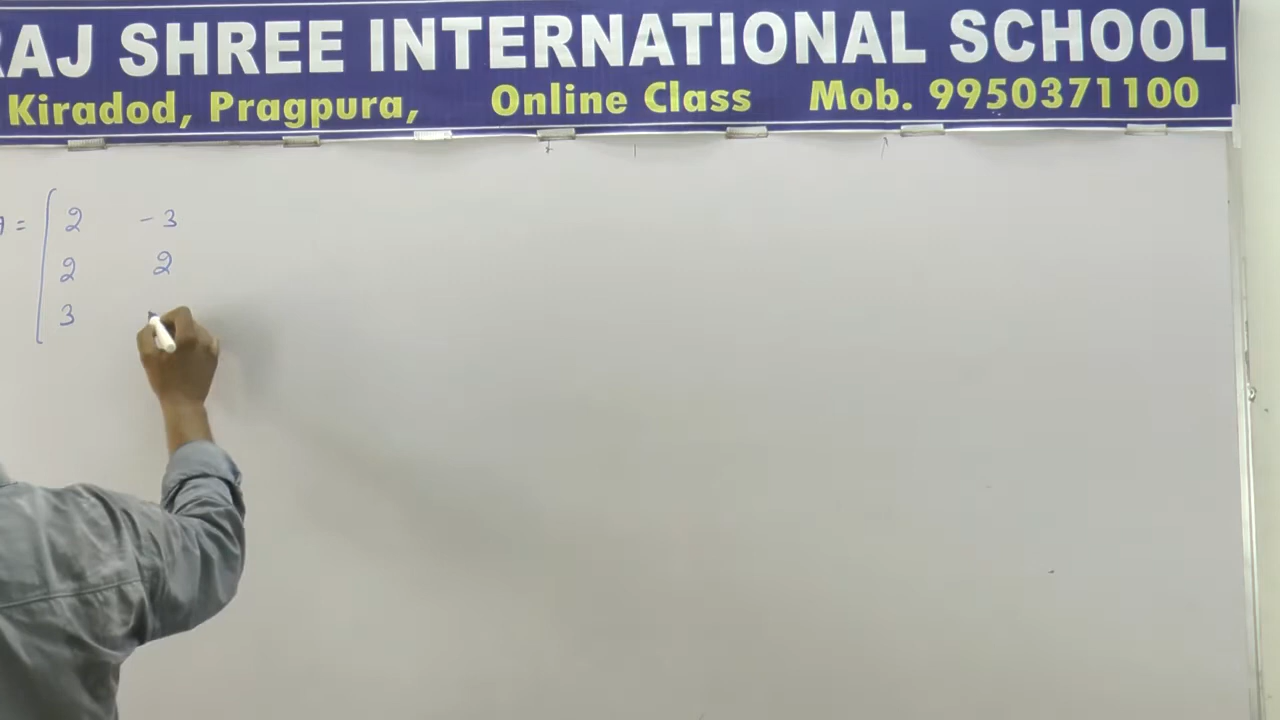 RAJ SHREE INTERNATIONAL SCHOOL
Kiradod, Pragpura, Online Class Mob. 9950371100
= [ 2 -3
2 2
3